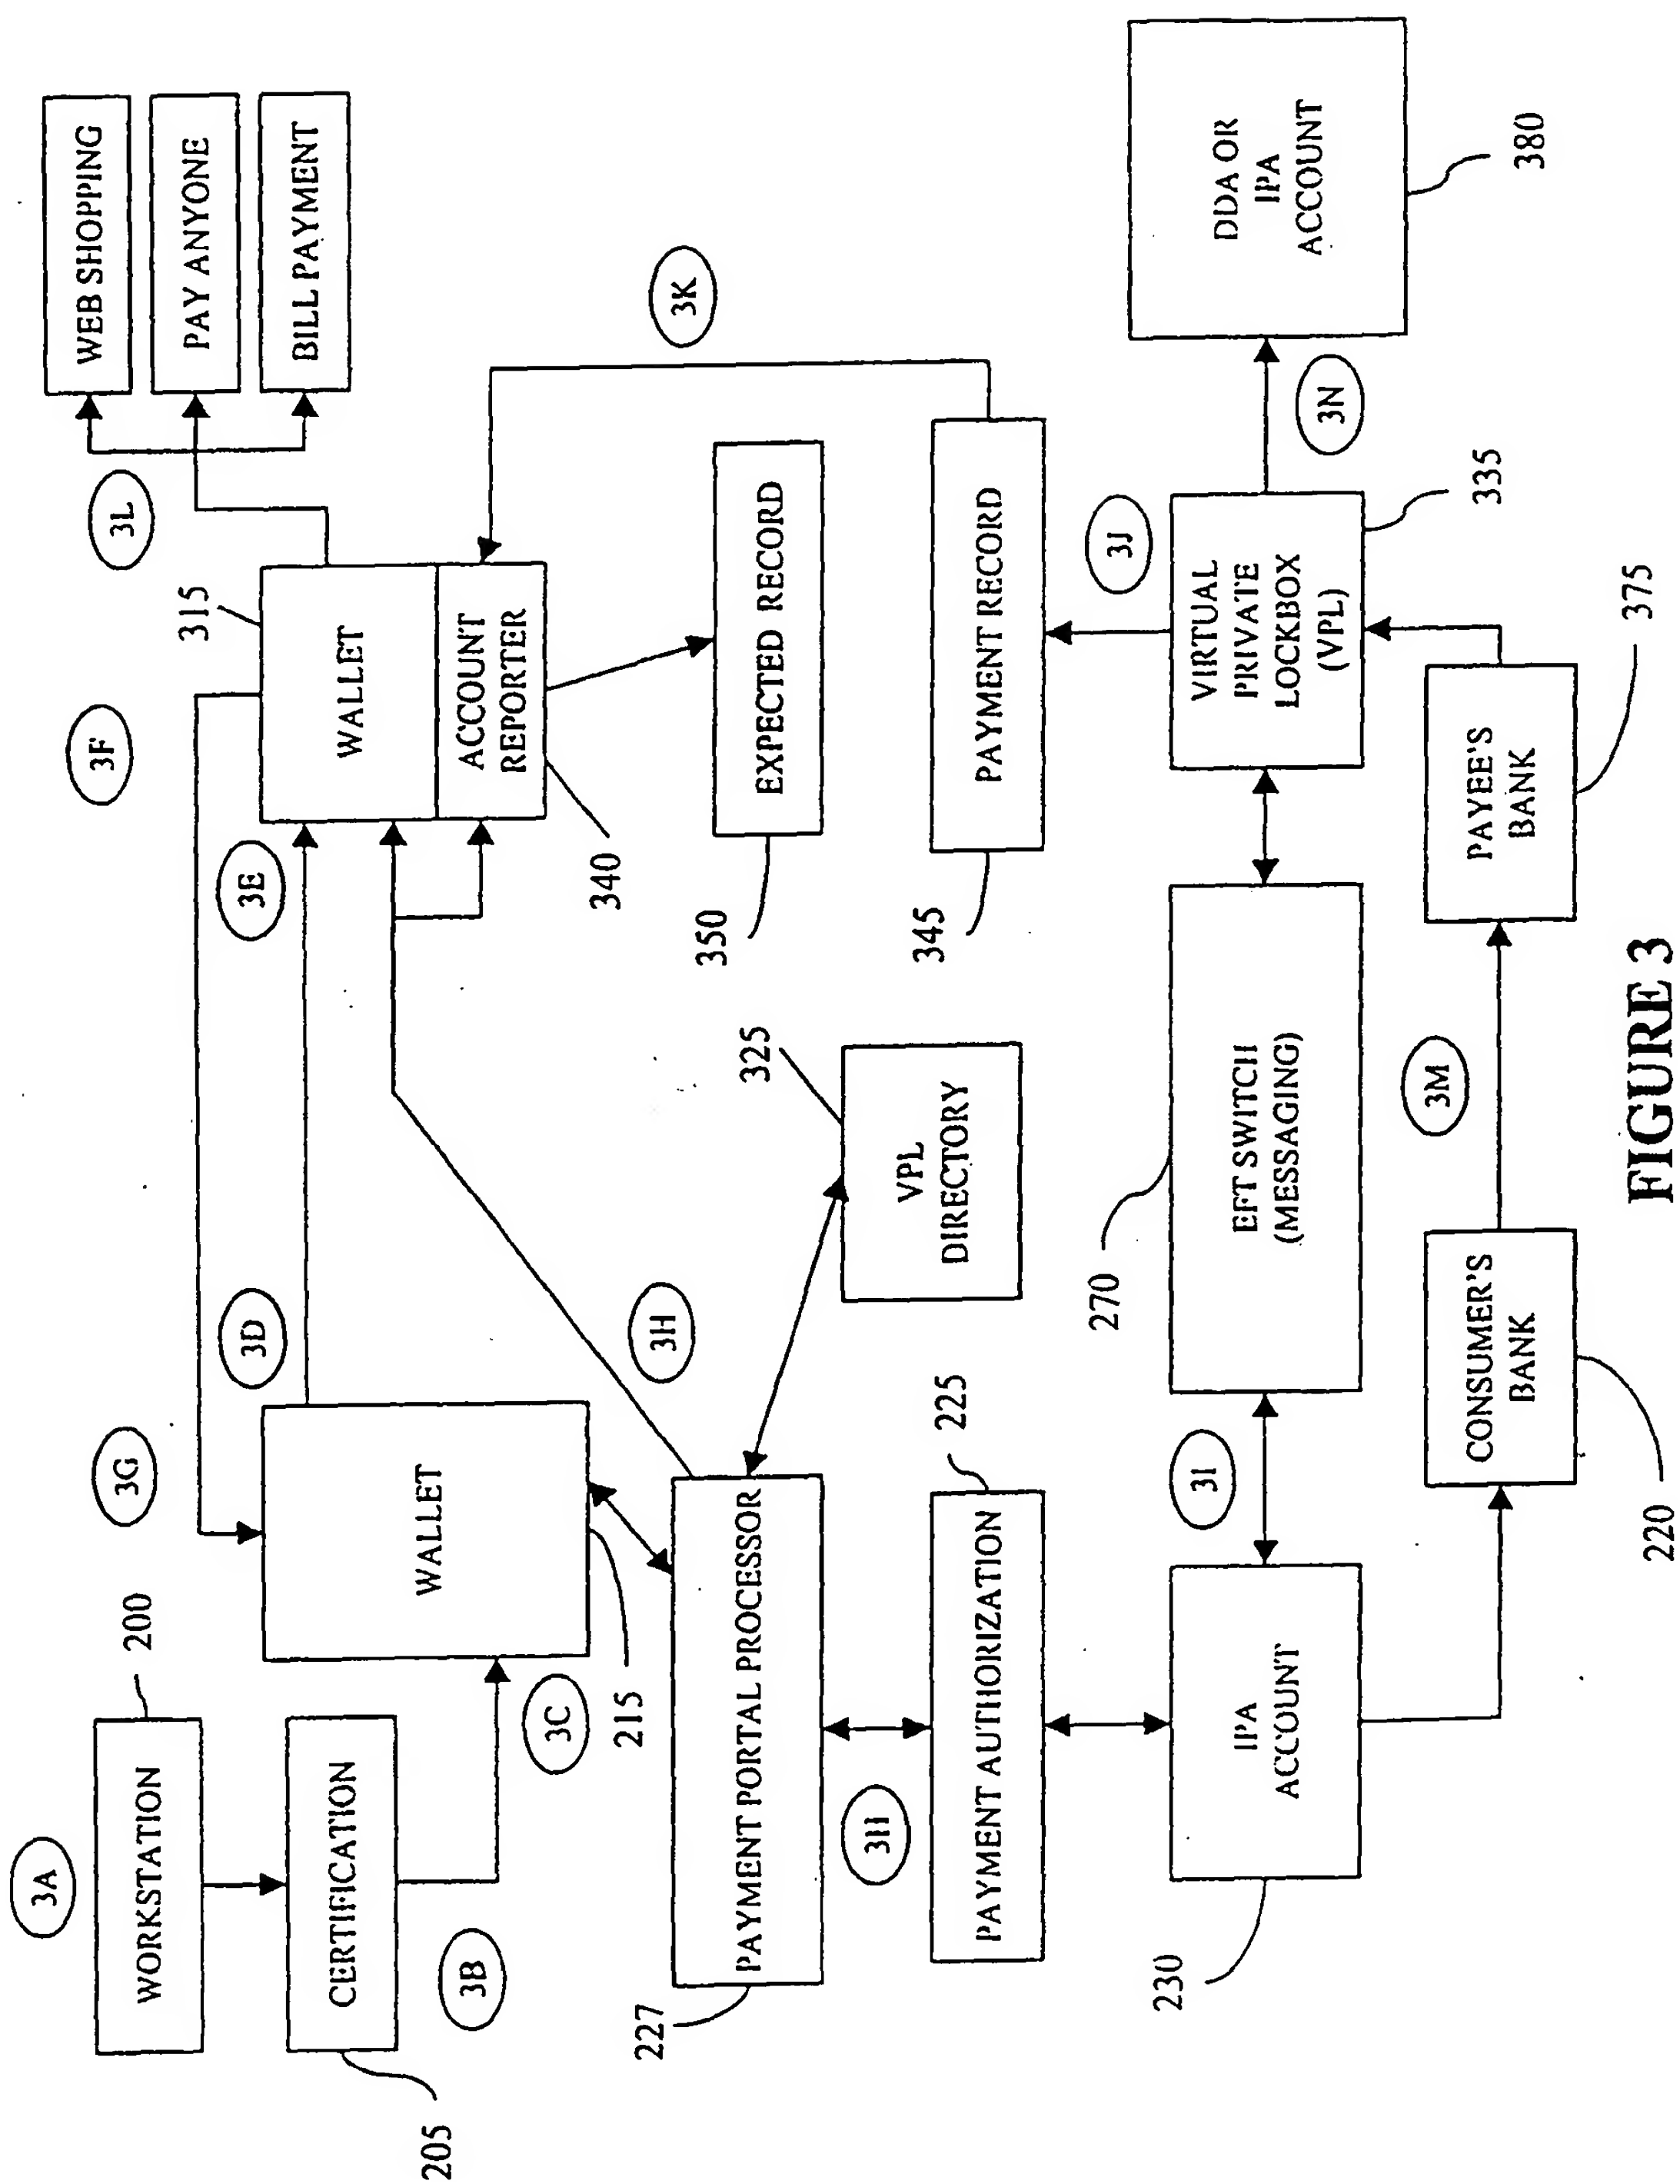 3A
WORKSTATION
200
3G
3F
3L
WEB SHOPPING
PAY ANYONE
BILL PAYMENT
CERTIFICATION
205
3B
3C
WALLET
215
3D
3E
315
WALLET
ACCOUNT
REPORTER
340
3K
PAYMENT PORTAL PROCESSOR
227
3H
VPL
DIRECTORY
325
EXPECTED RECORD
350
3H
PAYMENT AUTHORIZATION
225
PAYMENT RECORD
345
3J
IPA
ACCOUNT
230
3I
EFT SWITCH
(MESSAGING)
270
VIRTUAL
PRIVATE
LOCKBOX
(VPL)
335
3N
DDA OR
IPA
ACCOUNT
380
CONSUMER'S
BANK
220
3M
PAYEE'S
BANK
375
FIGURE 3